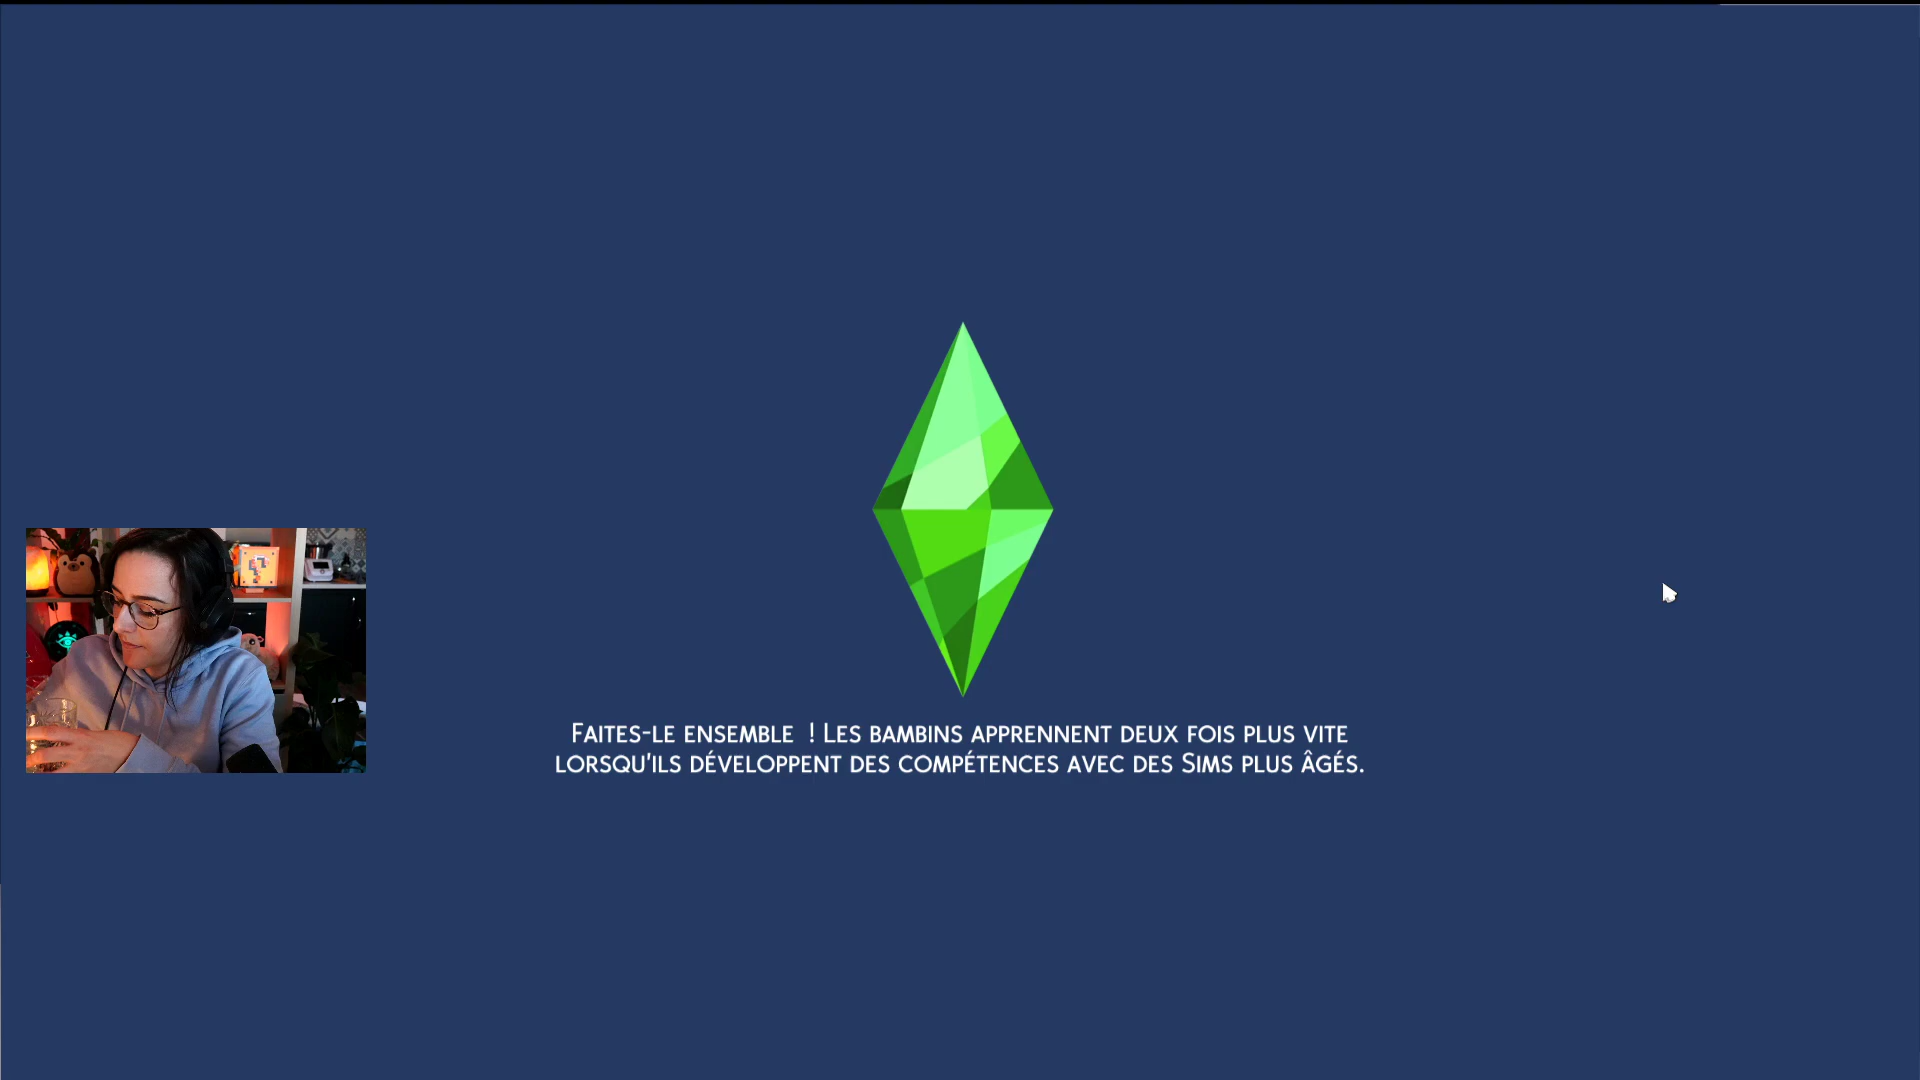 Faites-le ensemble  ! Les bambins apprennent deux fois plus vite
lorsqu'ils développent des compétences avec des Sims plus âgés.